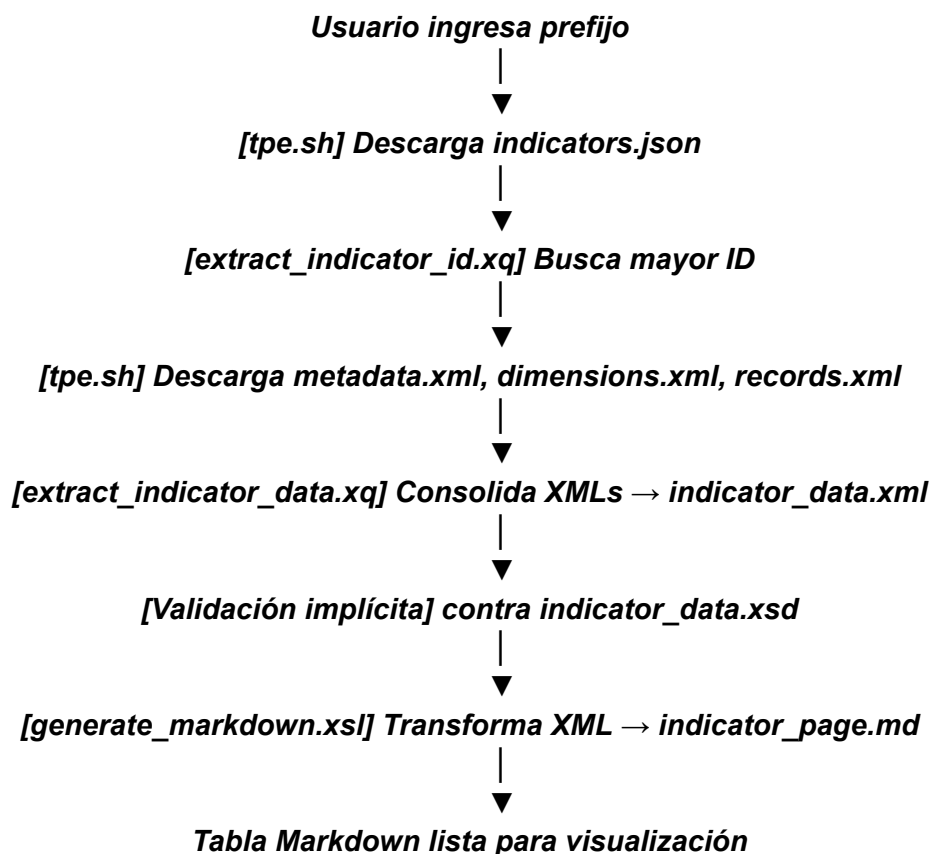 Usuario ingresa prefijo
[tpe.sh] Descarga indicators.json
[extract_indicator_id.xq] Busca mayor ID
[tpe.sh] Descarga metadata.xml, dimensions.xml, records.xml
[extract_indicator_data.xq] Consolida XMLs → indicator_data.xml
[Validación implícita] contra indicator_data.xsd
[generate_markdown.xsl] Transforma XML → indicator_page.md
Tabla Markdown lista para visualización